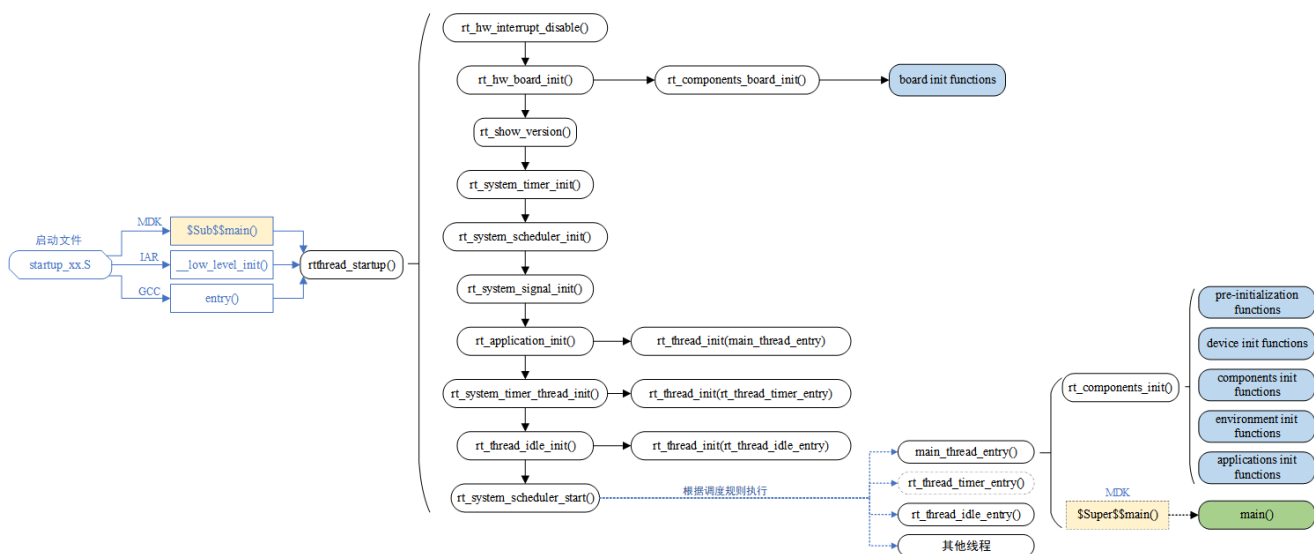 启动文件
startup_xx.S
MDK
IAR
GCC
$Sub$$main()
__low_level_init()
entry()
rtthread_startup()
rt_hw_interrupt_disable()
rt_hw_board_init()
rt_components_board_init()
board init functions
rt_show_version()
rt_system_timer_init()
rt_system_scheduler_init()
rt_system_signal_init()
rt_application_init()
rt_thread_init(main_thread_entry)
rt_system_timer_thread_init()
rt_thread_init(rt_thread_timer_entry)
rt_thread_idle_init()
rt_thread_init(rt_thread_idle_entry)
rt_system_scheduler_start()
根据调度规则执行
main_thread_entry()
rt_thread_timer_entry()
rt_thread_idle_entry()
其他线程
rt_components_init()
pre-initialization
functions
device init functions
components init
functions
environment init
functions
applications init
functions
MDK
$Super$$main()
main()